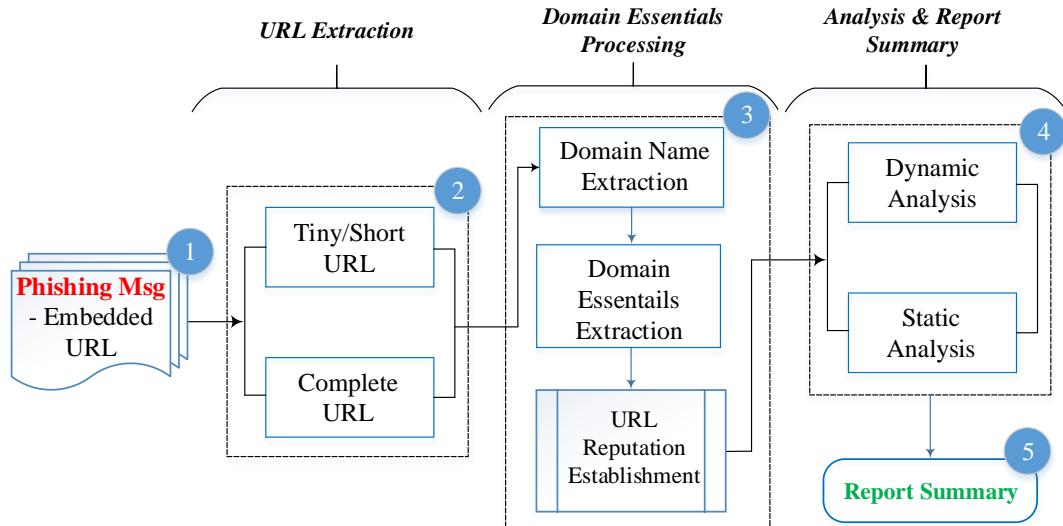 URL Extraction
Domain Essentials
Processing
Analysis & Report
Summary
1
Phishing Msg
- Embedded
URL
2
Tiny/Short
URL
Complete
URL
3
Domain Name
Extraction
Domain
Essentails
Extraction
URL
Reputation
Establishment
4
Dynamic
Analysis
Static
Analysis
5
Report Summary